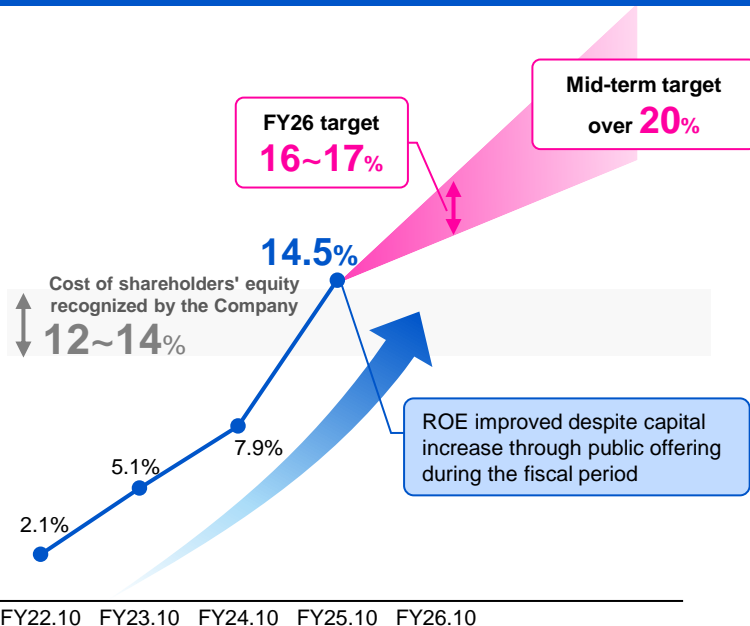 Mid-term target
over 20%
FY26 target
16~17%
14.5%
Cost of shareholders' equity
recognized by the Company
12~14%
ROE improved despite capital
increase through public offering
during the fiscal period
7.9%
5.1%
2.1%
FY22.10 FY23.10 FY24.10 FY25.10 FY26.10